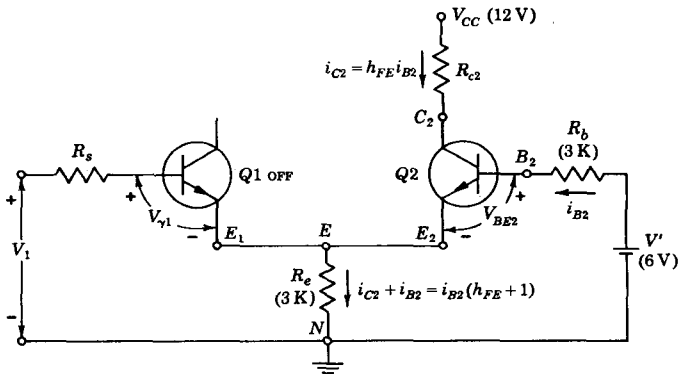 V_CC (12 V)
i_C2 = h_FE i_B2
R_c2
C_2
R_s
Q1 OFF
Q2
B_2
R_b
(3 K)
+
+
V_γ1
-
+
V_BE2
-
i_B2
V_1
E_1
E
E_2
V'
(6 V)
R_e
(3 K)
i_C2 + i_B2 = i_B2(h_FE + 1)
-
N